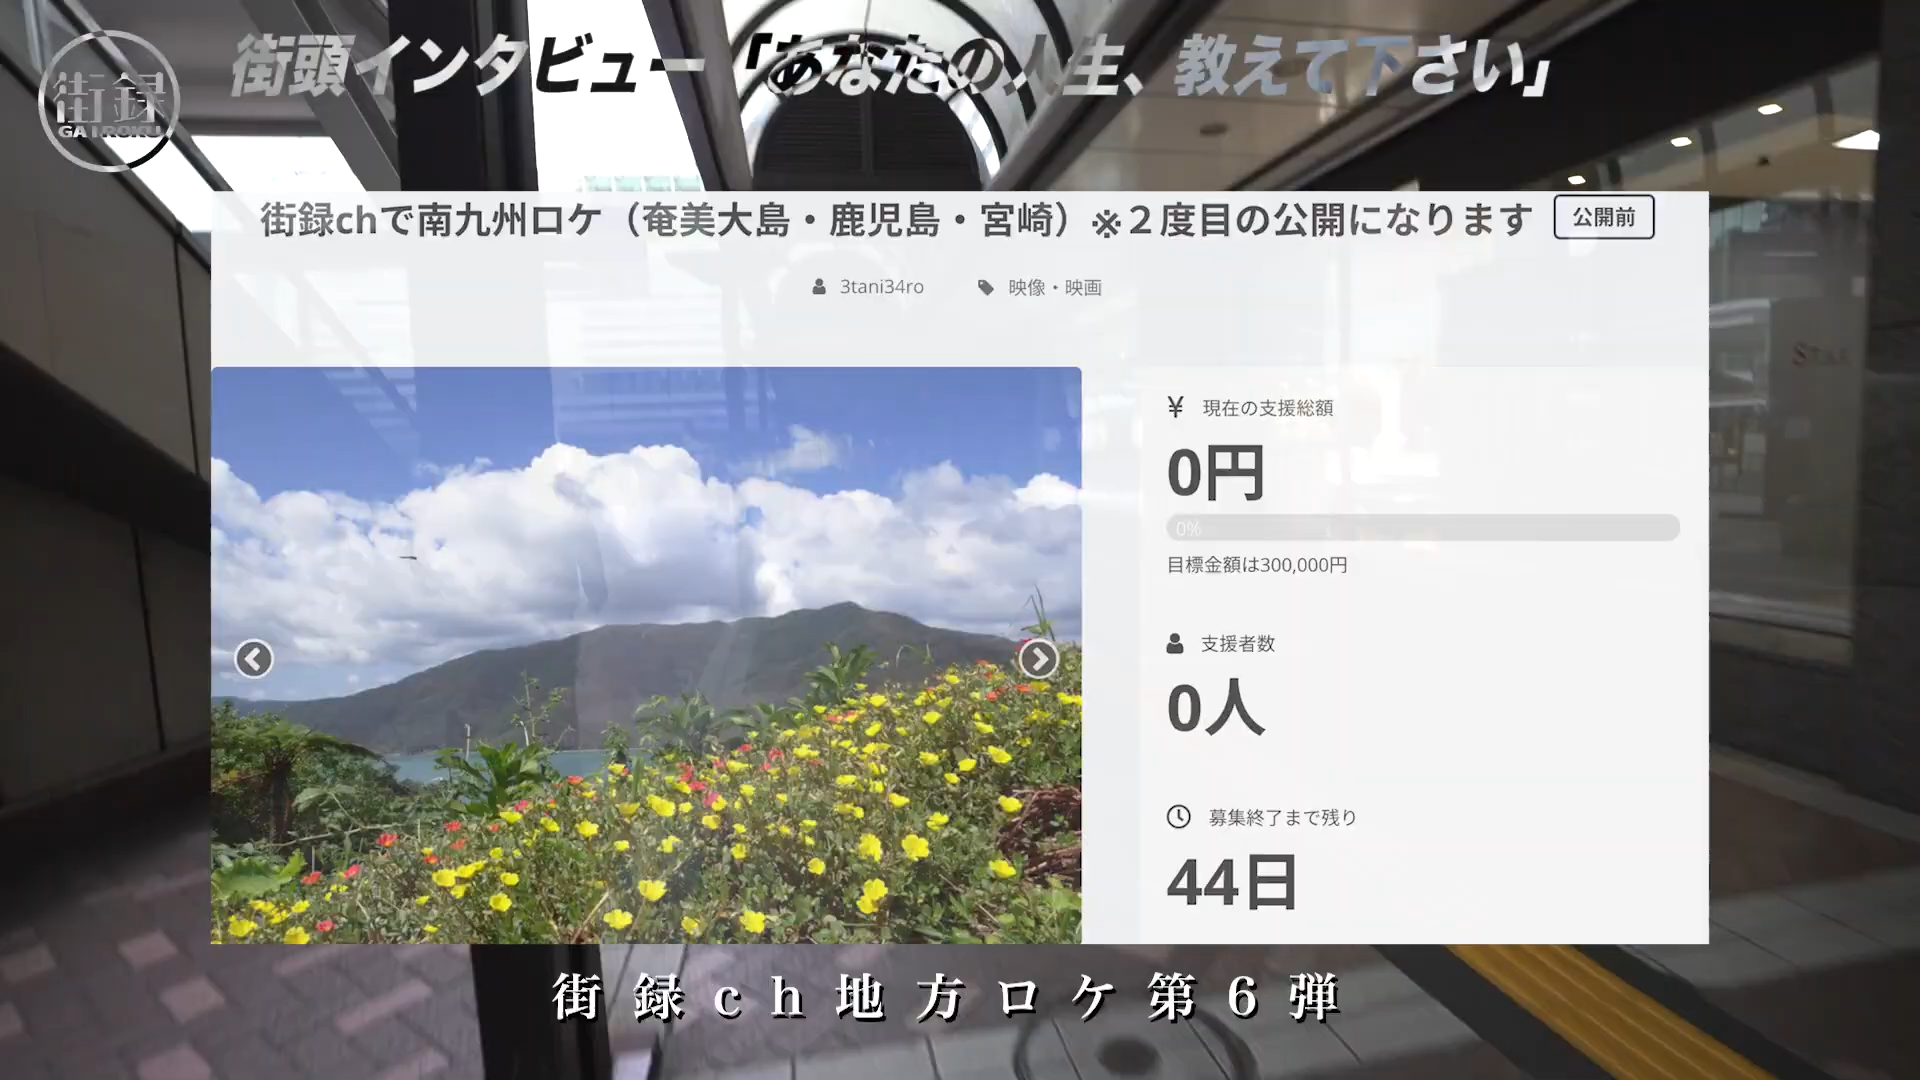 街録
GAIROKU
街頭インタビュー「あなたの人生、教えて下さい」
街録chで南九州ロケ（奄美大島・鹿児島・宮崎）※２度目の公開になります
公開前
3tani34ro
映像・映画
¥ 現在の支援総額
0円
0%
目標金額は300,000円
支援者数
0人
募集終了まで残り
44日
街録ch地方ロケ第6弾